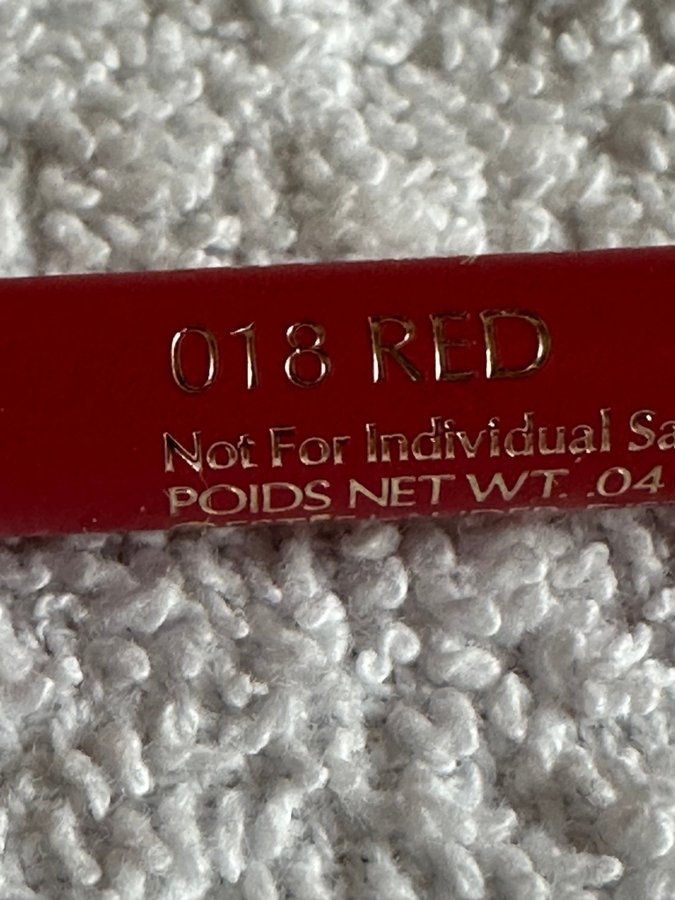 018 RED
Not For Individual Sa
POIDS NET WT. .04